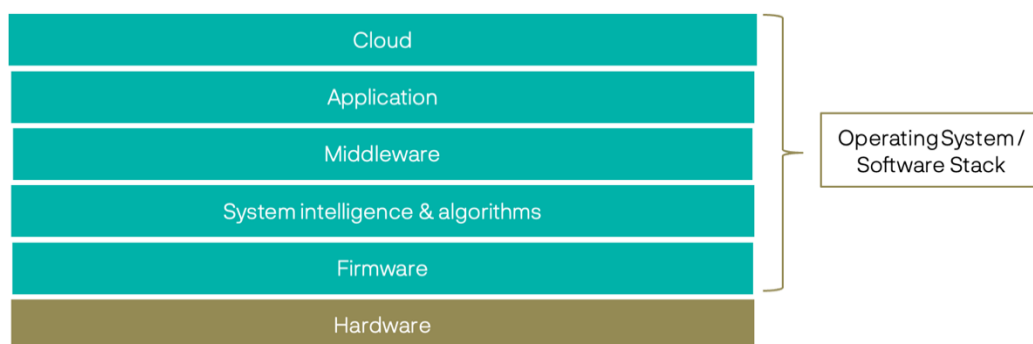 Cloud
Application
Middleware
System intelligence & algorithms
Firmware
Hardware
Operating System /
Software Stack